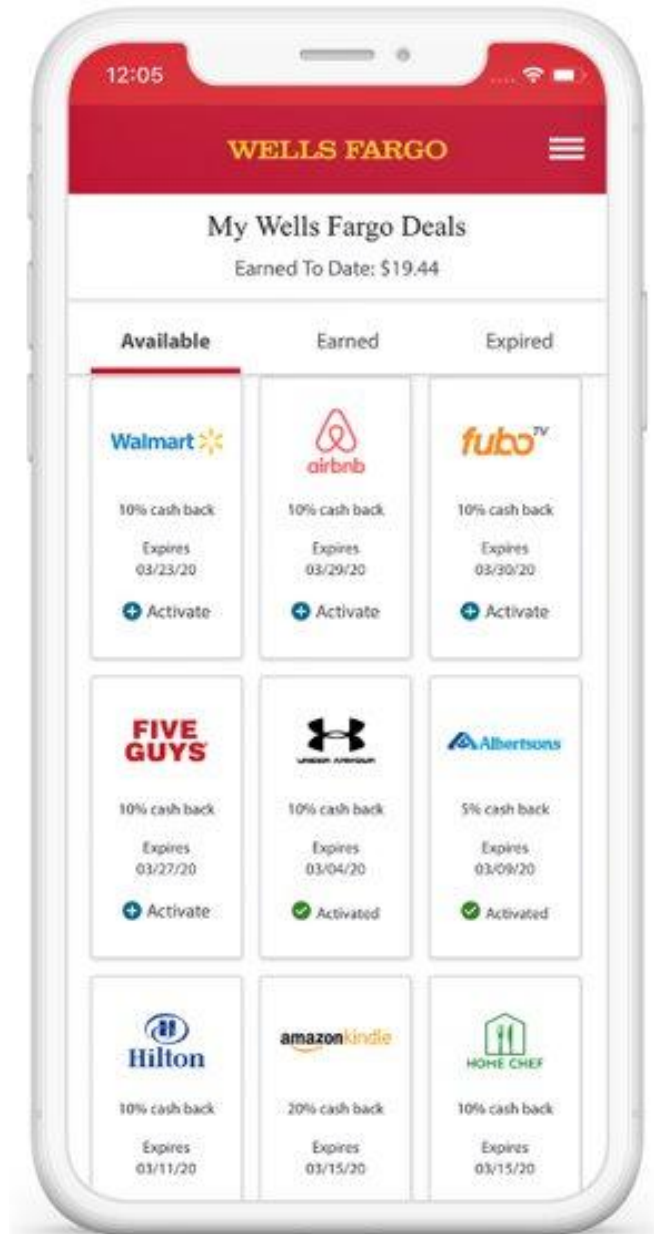 12:05
WELLS FARGO
My Wells Fargo Deals
Earned To Date: $19.44
Available Earned Expired
Walmart airbnb fubo TV
10% cash back 10% cash back 10% cash back
Expires Expires Expires
03/23/20 03/29/20 03/30/20
Activate Activate Activate
FIVE
GUYS UNDER ARMOUR Albertsons
10% cash back 10% cash back 5% cash back
Expires Expires Expires
03/27/20 03/04/20 03/09/20
Activate Activated Activated
H
Hilton amazonkindle HOME CHEF
10% cash back 20% cash back 10% cash back
Expires Expires Expires
03/11/20 03/15/20 03/15/20